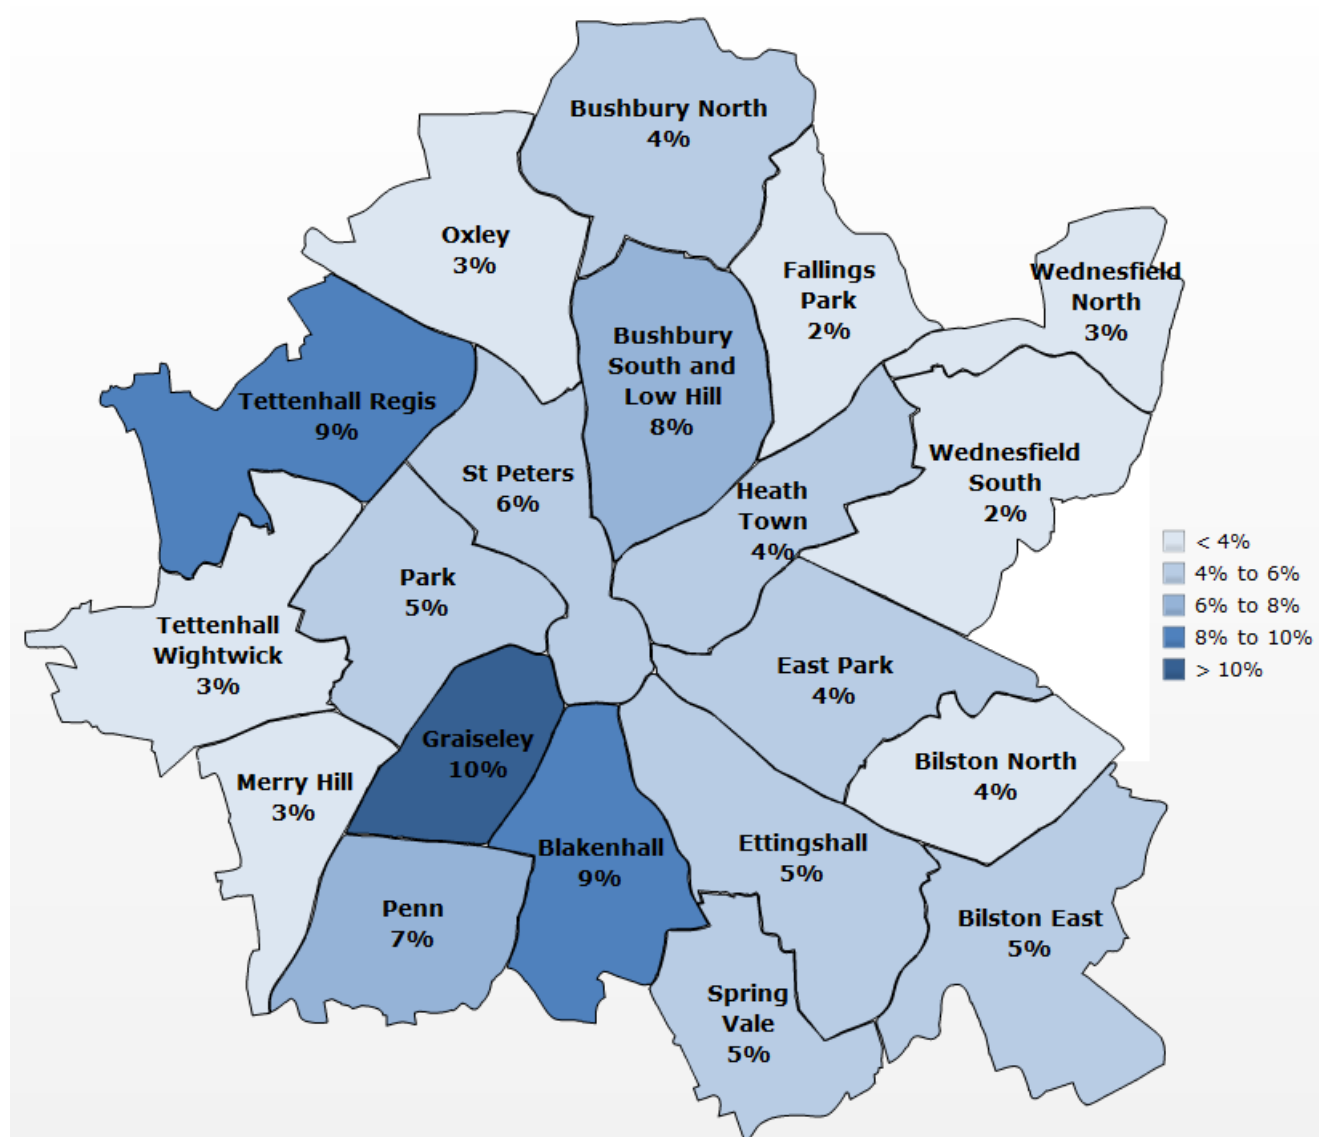 Bushbury North
4%
Oxley
3%
Fallings
Park
2%
Wednesfield
North
3%
Bushbury
South and
Low Hill
8%
Tettenhall Regis
9%
St Peters
6%
Heath
Town
4%
Wednesfield
South
2%
Park
5%
Tettenhall
Wightwick
3%
East Park
4%
Graiseley
10%
Merry Hill
3%
Bilston North
4%
Blakenhall
9%
Ettingshall
5%
Penn
7%
Bilston East
5%
Spring
Vale
5%
< 4%
4% to 6%
6% to 8%
8% to 10%
> 10%